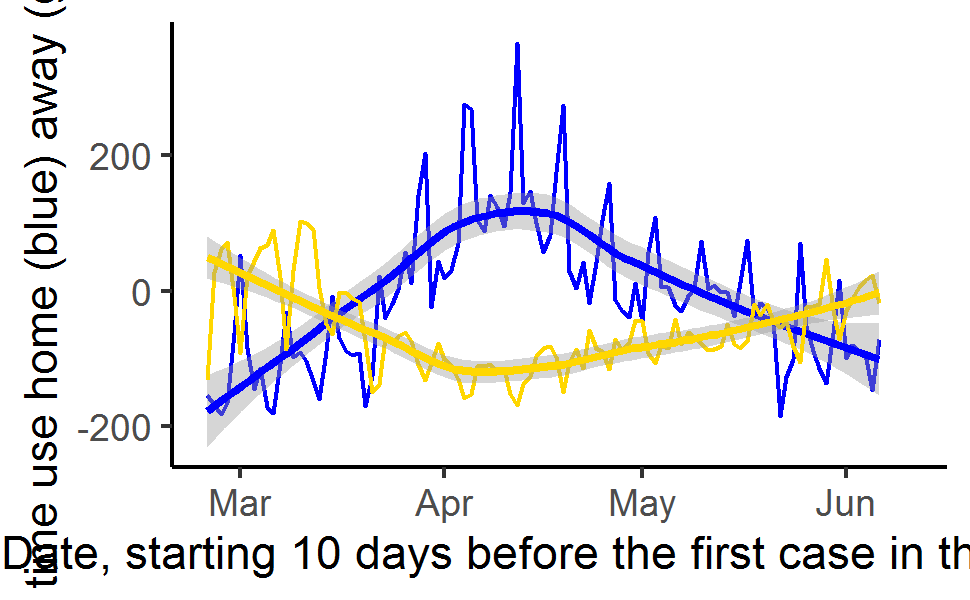 time use home (blue) away (
200
0
-200
Mar Apr May Jun
Date, starting 10 days before the first case in th